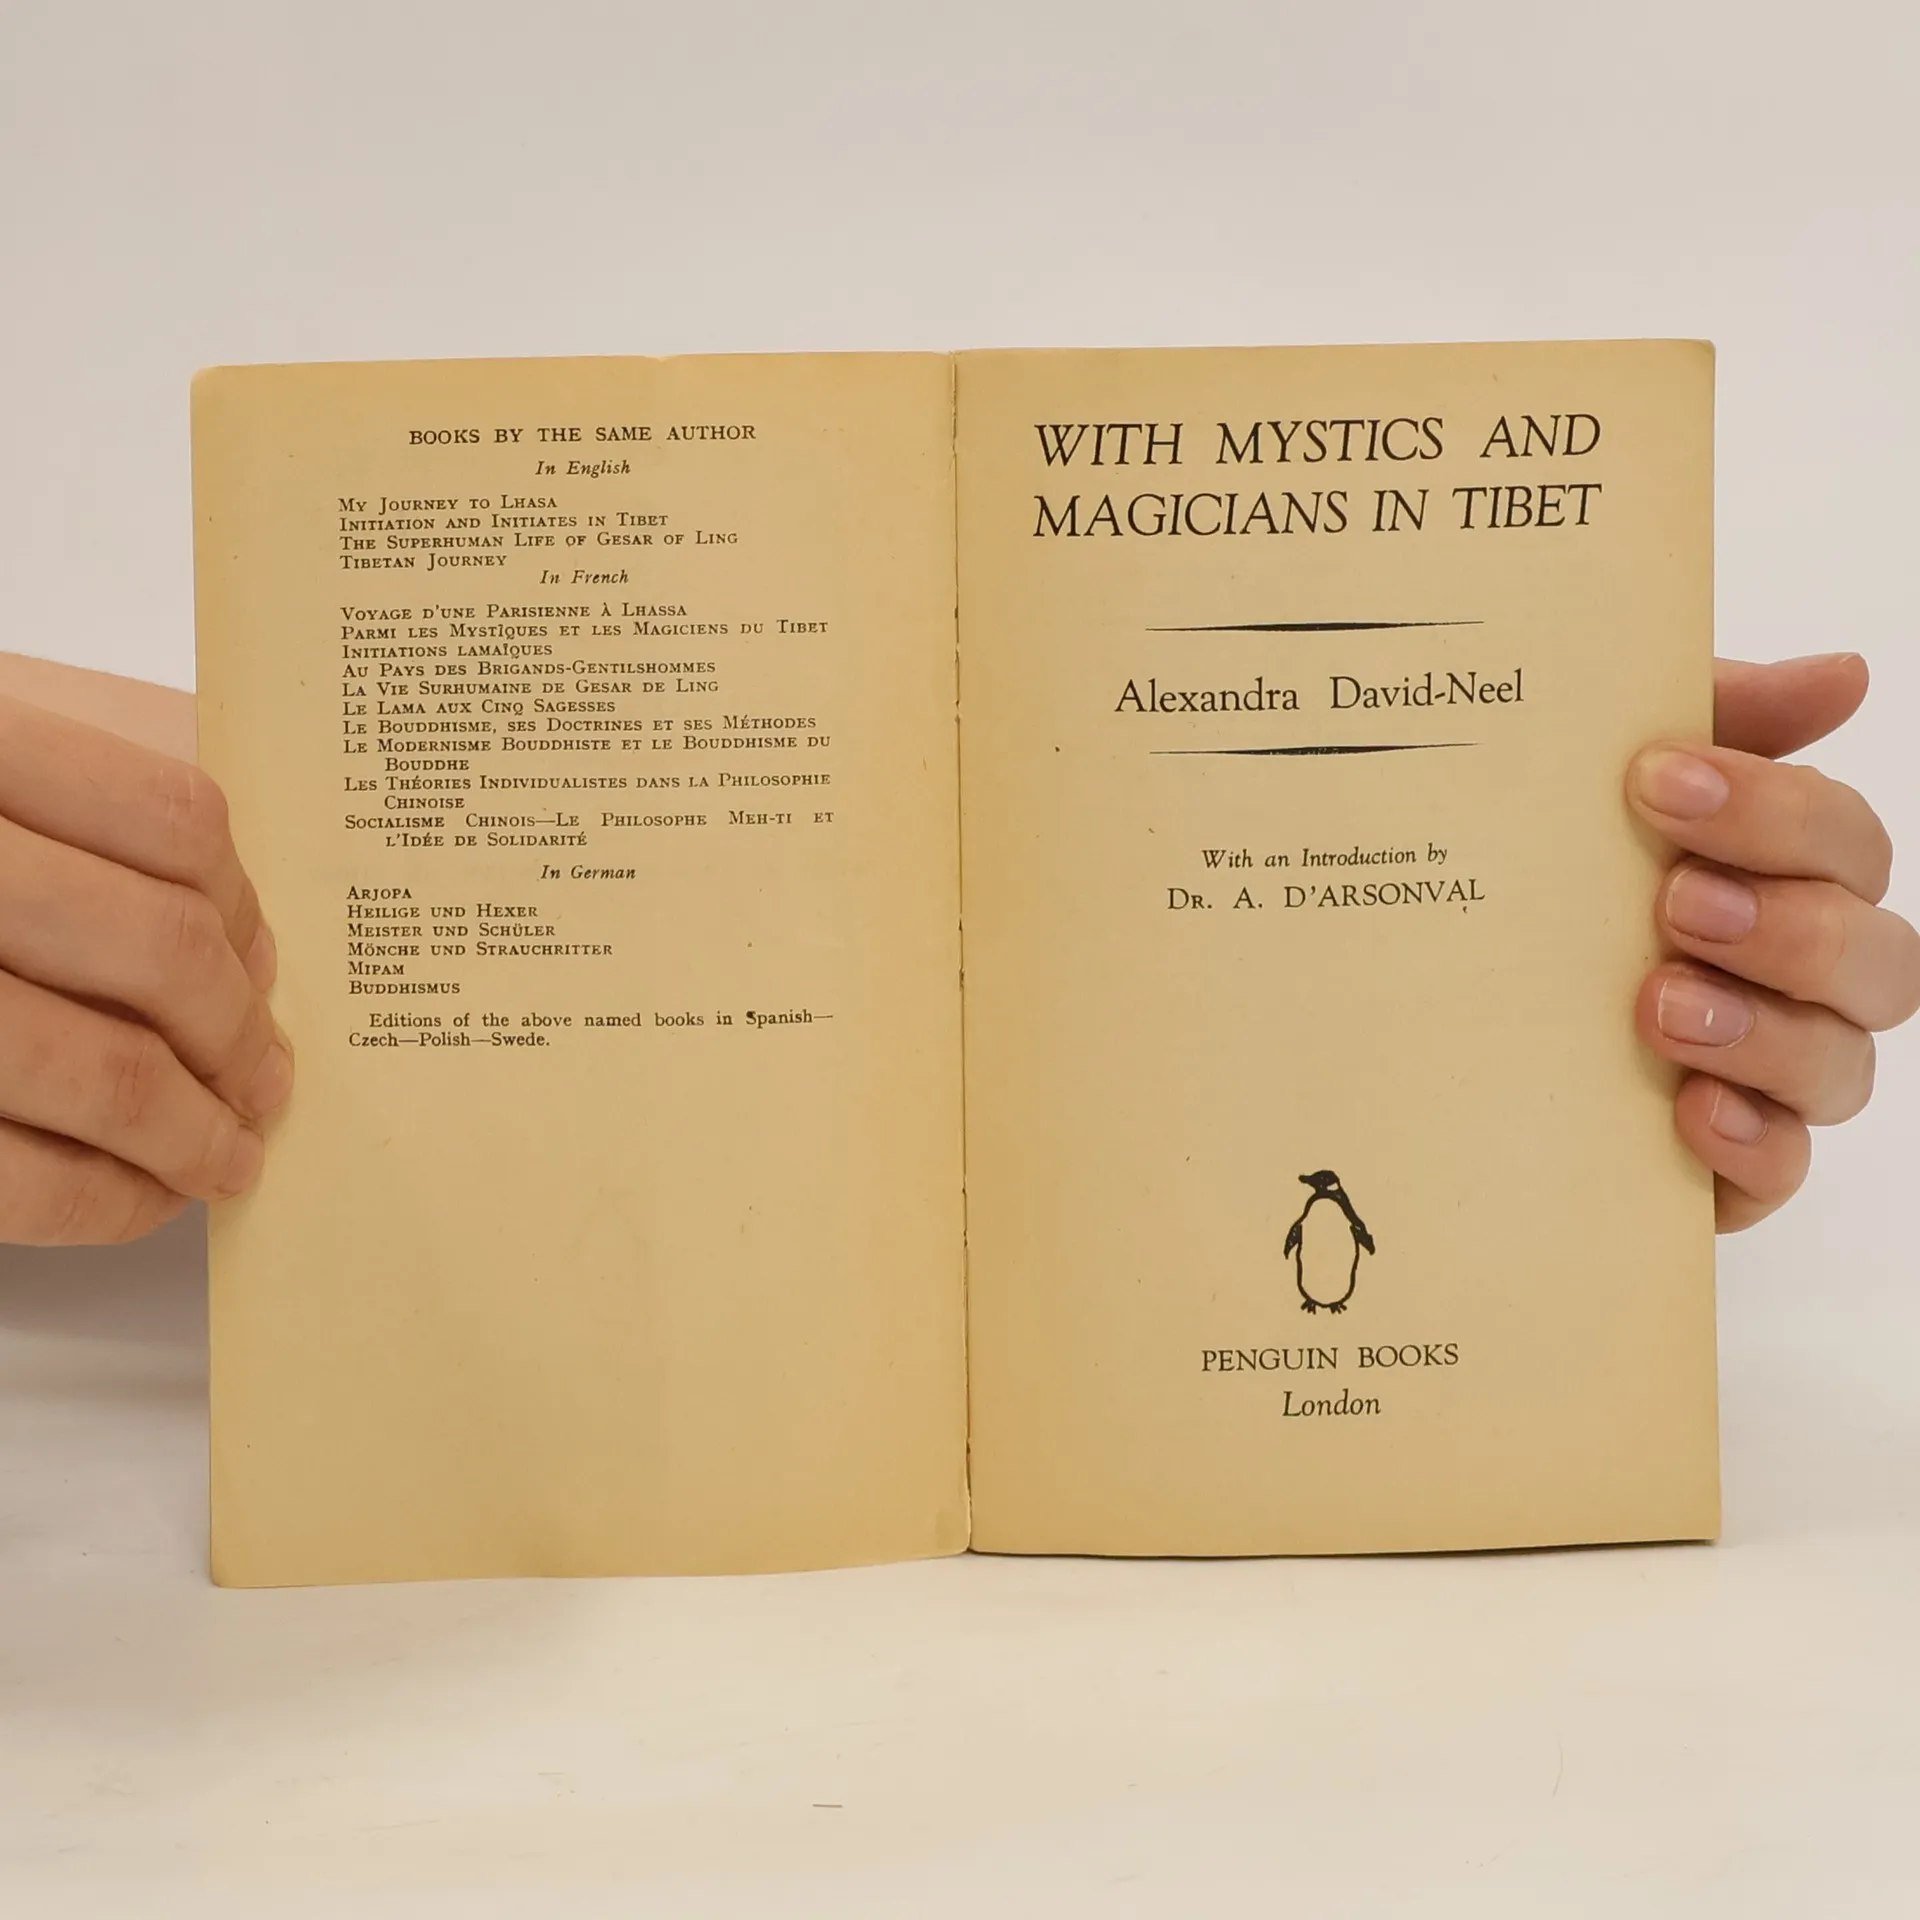 BOOKS BY THE SAME AUTHOR
In English
MY JOURNEY TO LHASA
INITIATION AND INITIATES IN TIBET
THE SUPERHUMAN LIFE OF GESAR OF LING
TIBETAN JOURNEY
In French
VOYAGE D'UNE PARISIENNE À LHASSA
PARMI LES MYSTIQUES ET LES MAGICIENS DU TIBET
INITIATIONS LAMAÏQUES
AU PAYS DES BRIGANDS-GENTILSHOMMES
LA VIE SURHUMAINE DE GESAR DE LING
LE LAMA AUX CINQ SAGESSES
LE BOUDDHISME, SES DOCTRINES ET SES MÉTHODES
LE MODERNISME BOUDDHISTE ET LE BOUDDHISME DU
BOUDDHE
LES THÉORIES INDIVIDUALISTES DANS LA PHILOSOPHIE
CHINOISE
SOCIALISME CHINOIS—LE PHILOSOPHE MEH-TI ET
L'IDÉE DE SOLIDARITÉ
In German
ARJOPA
HEILIGE UND HEXER
MEISTER UND SCHÜLER
MÖNCHE UND STRAUCHRITTER
MIPAM
BUDDHISMUS
Editions of the above named books in Spanish—
Czech—Polish—Swede.
WITH MYSTICS AND
MAGICIANS IN TIBET
Alexandra David-Neel
With an Introduction by
DR. A. D'ARSONVAL
PENGUIN BOOKS
London